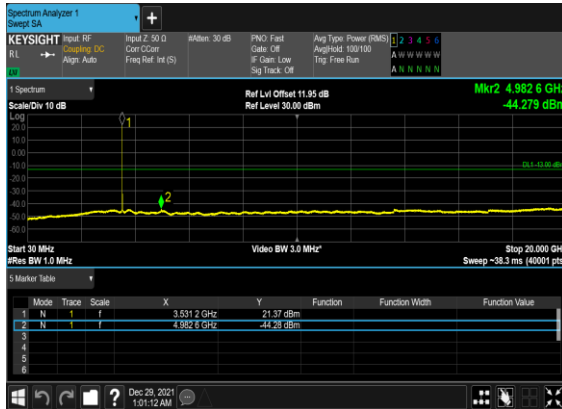 Spectrum Analyzer 1
Swept SA
+
KEYSIGHT Input: RF Input Z: 50 Ω #Atten: 30 dB PNO: Fast Avg Type: Power (RMS) 1 2 3 4 5 6
RL Coupling: DC Corr CCorr Gate: Off Avg|Hold: 100/100 A W W W W W
Align: Auto Freq Ref: Int (S) IF Gain: Low Trig: Free Run
Sig Track: Off A N N N N N
1 Spectrum Ref Lvl Offset 11.95 dB Mkr2 4.982 6 GHz
Scale/Div 10 dB Ref Level 30.00 dBm -44.279 dBm
Log
20.0
10.0
0.00
-10.0
-20.0
-30.0
-40.0
-50.0
-60.0
1
2
DL1 -13.00 dBm
Start 30 MHz Video BW 3.0 MHz* Stop 20.000 GHz
#Res BW 1.0 MHz Sweep ~38.3 ms (40001 pts)
5 Marker Table
Mode Trace Scale X Y Function Function Width Function Value
1 N 1 f 3.531 2 GHz 21.37 dBm
2 N 1 f 4.982 6 GHz -44.28 dBm
3
4
5
6
? Dec 29, 2021
1:01:12 AM